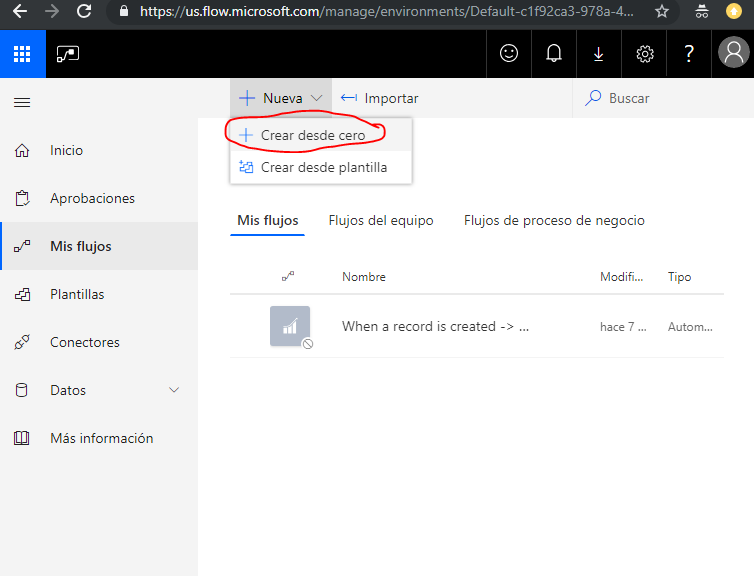 https://us.flow.microsoft.com/manage/environments/Default-c1f92ca3-978a-4...
?
Nueva
Importar
Buscar
Crear desde cero
Crear desde plantilla
Inicio
Aprobaciones
Mis flujos
Plantillas
Conectores
Datos
Más información
Mis flujos Flujos del equipo Flujos de proceso de negocio
Nombre Modifi... Tipo
When a record is created -> ... hace 7 ... Autom...